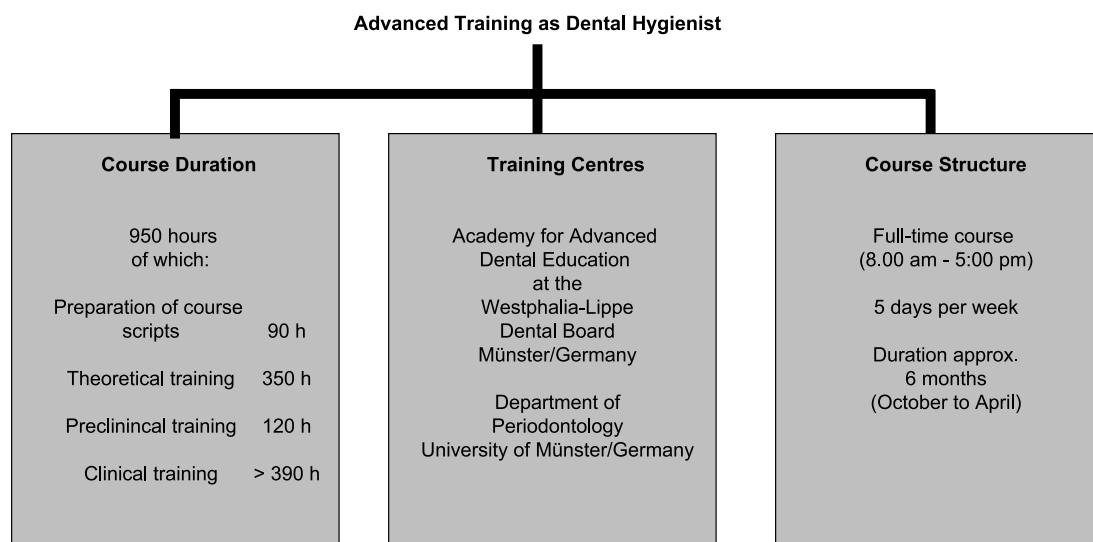 Advanced Training as Dental Hygienist
Course Duration
950 hours
of which:
Preparation of course
scripts 90 h
Theoretical training 350 h
Preclinincal training 120 h
Clinical training > 390 h
Training Centres
Academy for Advanced
Dental Education
at the
Westphalia-Lippe
Dental Board
Münster/Germany
Department of
Periodontology
University of Münster/Germany
Course Structure
Full-time course
(8.00 am - 5:00 pm)
5 days per week
Duration approx.
6 months
(October to April)